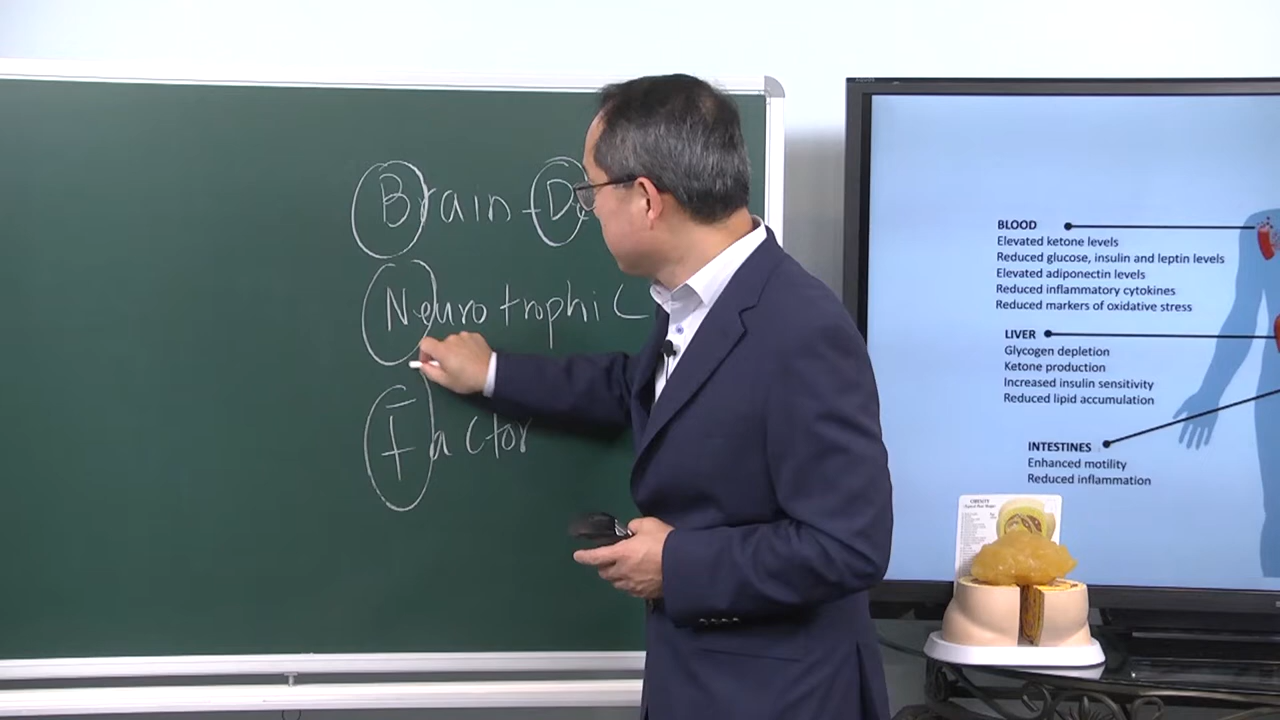 Brain-D
Neurotrophic
Factor
BLOOD
Elevated ketone levels
Reduced glucose, insulin and leptin levels
Elevated adiponectin levels
Reduced inflammatory cytokines
Reduced markers of oxidative stress
LIVER
Glycogen depletion
Ketone production
Increased insulin sensitivity
Reduced lipid accumulation
INTESTINES
Enhanced motility
Reduced inflammation
OBESITY